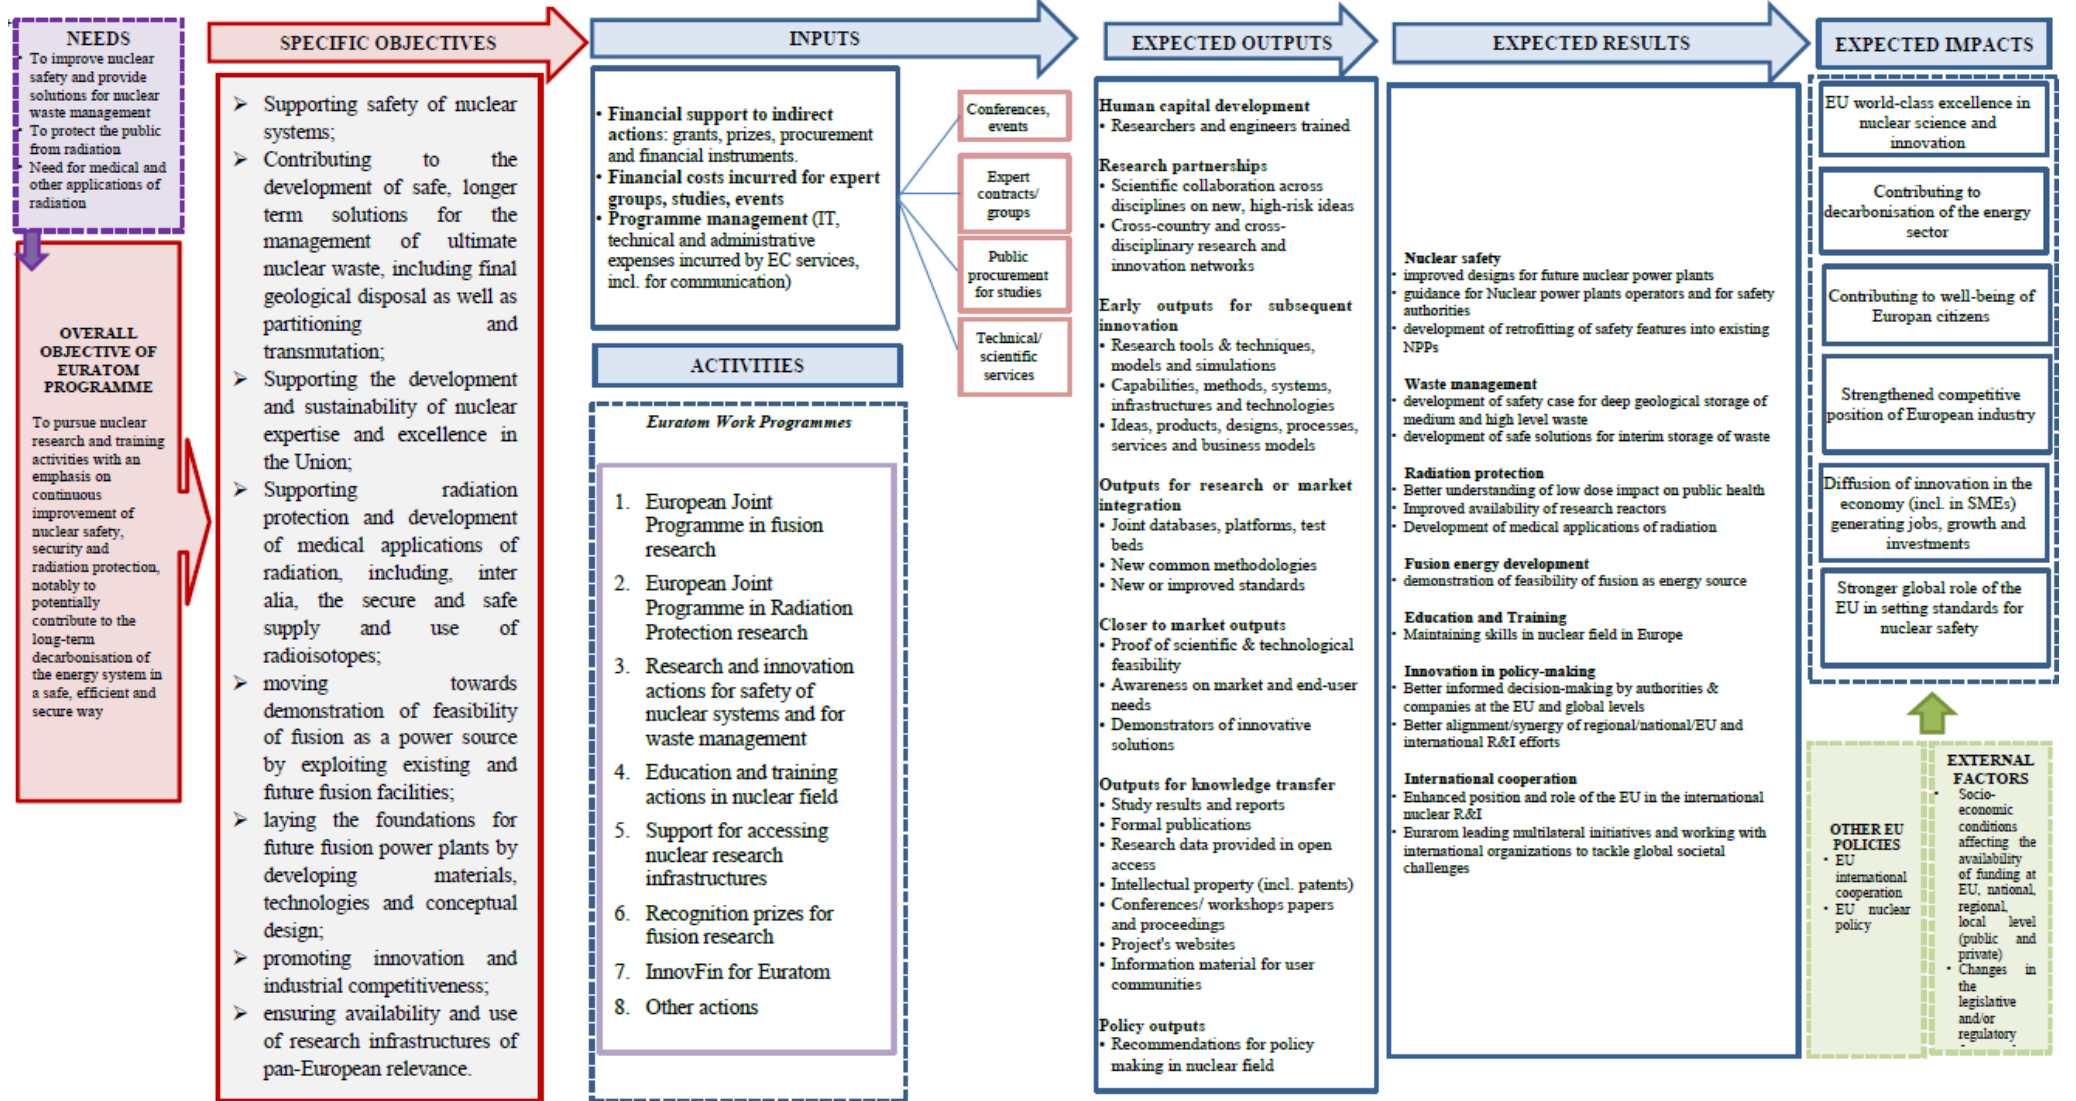 NEEDS
• To improve nuclear
safety and provide
solutions for nuclear
waste management
• To protect the public
from radiation
• Need for medical and
other applications of
radiation
OVERALL
OBJECTIVE OF
EURATOM
PROGRAMME
To pursue nuclear
research and training
activities with an
emphasis on
continuous
improvement of
nuclear safety,
security and
radiation protection,
notably to
potentially
contribute to the
long-term
decarbonisation of
the energy system in
a safe, efficient and
secure way
SPECIFIC OBJECTIVES
➢ Supporting safety of nuclear
systems;
➢ Contributing to the
development of safe, longer
term solutions for the
management of ultimate
nuclear waste, including final
geological disposal as well as
partitioning and
transmutation;
➢ Supporting the development
and sustainability of nuclear
expertise and excellence in
the Union;
➢ Supporting radiation
protection and development
of medical applications of
radiation, including, inter
alia, the secure and safe
supply and use of
radioisotopes;
➢ moving towards
demonstration of feasibility
of fusion as a power source
by exploiting existing and
future fusion facilities;
➢ laying the foundations for
future fusion power plants by
developing materials,
technologies and conceptual
design;
➢ promoting innovation and
industrial competitiveness;
➢ ensuring availability and use
of research infrastructures of
pan-European relevance.
INPUTS
• Financial support to indirect
actions: grants, prizes, procurement
and financial instruments.
• Financial costs incurred for expert
groups, studies, events
• Programme management (IT,
technical and administrative
expenses incurred by EC services,
incl. for communication)
Conferences,
events
Expert
contracts/
groups
Public
procurement
for studies
Technical/
scientific
services
ACTIVITIES
Euratom Work Programmes
1. European Joint
Programme in fusion
research
2. European Joint
Programme in Radiation
Protection research
3. Research and innovation
actions for safety of
nuclear systems and for
waste management
4. Education and training
actions in nuclear field
5. Support for accessing
nuclear research
infrastructures
6. Recognition prizes for
fusion research
7. InnovFin for Euratom
8. Other actions
EXPECTED OUTPUTS
Human capital development
• Researchers and engineers trained
Research partnerships
• Scientific collaboration across
disciplines on new, high-risk ideas
• Cross-country and cross-
disciplinary research and
innovation networks
Early outputs for subsequent
innovation
• Research tools & techniques,
models and simulations
• Capabilities, methods, systems,
infrastructures and technologies
• Ideas, products, designs, processes,
services and business models
Outputs for research or market
integration
• Joint databases, platforms, test
beds
• New common methodologies
• New or improved standards
Closer to market outputs
• Proof of scientific & technological
feasibility
• Awareness on market and end-user
needs
• Demonstrators of innovative
solutions
Outputs for knowledge transfer
• Study results and reports
• Formal publications
• Research data provided in open
access
• Intellectual property (incl. patents)
• Conferences/ workshops papers
and proceedings
• Project's websites
• Information material for user
communities
Policy outputs
• Recommendations for policy
making in nuclear field
EXPECTED RESULTS
Nuclear safety
• improved designs for future nuclear power plants
• guidance for Nuclear power plants operators and for safety
authorities
• development of retrofitting of safety features into existing
NPPs
Waste management
• development of safety case for deep geological storage of
medium and high level waste
• development of safe solutions for interim storage of waste
Radiation protection
• Better understanding of low dose impact on public health
• Improved availability of research reactors
• Development of medical applications of radiation
Fusion energy development
• demonstration of feasibility of fusion as energy source
Education and Training
• Maintaining skills in nuclear field in Europe
Innovation in policy-making
• Better informed decision-making by authorities &
companies at the EU and global levels
• Better alignment/synergy of regional/national/EU and
international R&I efforts
International cooperation
• Enhanced position and role of the EU in the international
nuclear R&I
• Eurarom leading multilateral initiatives and working with
international organizations to tackle global societal
challenges
EXPECTED IMPACTS
EU world-class excellence in
nuclear science and
innovation
Contributing to
decarbonisation of the energy
sector
Contributing to well-being of
Europan citizens
Strengthened competitive
position of European industry
Diffusion of innovation in the
economy (incl. in SMEs)
generating jobs, growth and
investments
Stronger global role of the
EU in setting standards for
nuclear safety
OTHER EU
POLICIES
• EU
international
cooperation
• EU nuclear
policy
EXTERNAL
FACTORS
• Socio-
economic
conditions
affecting the
availability
of funding at
EU, national,
regional,
local level
(public and
private)
• Changes in
the
legislative
and/or
regulatory